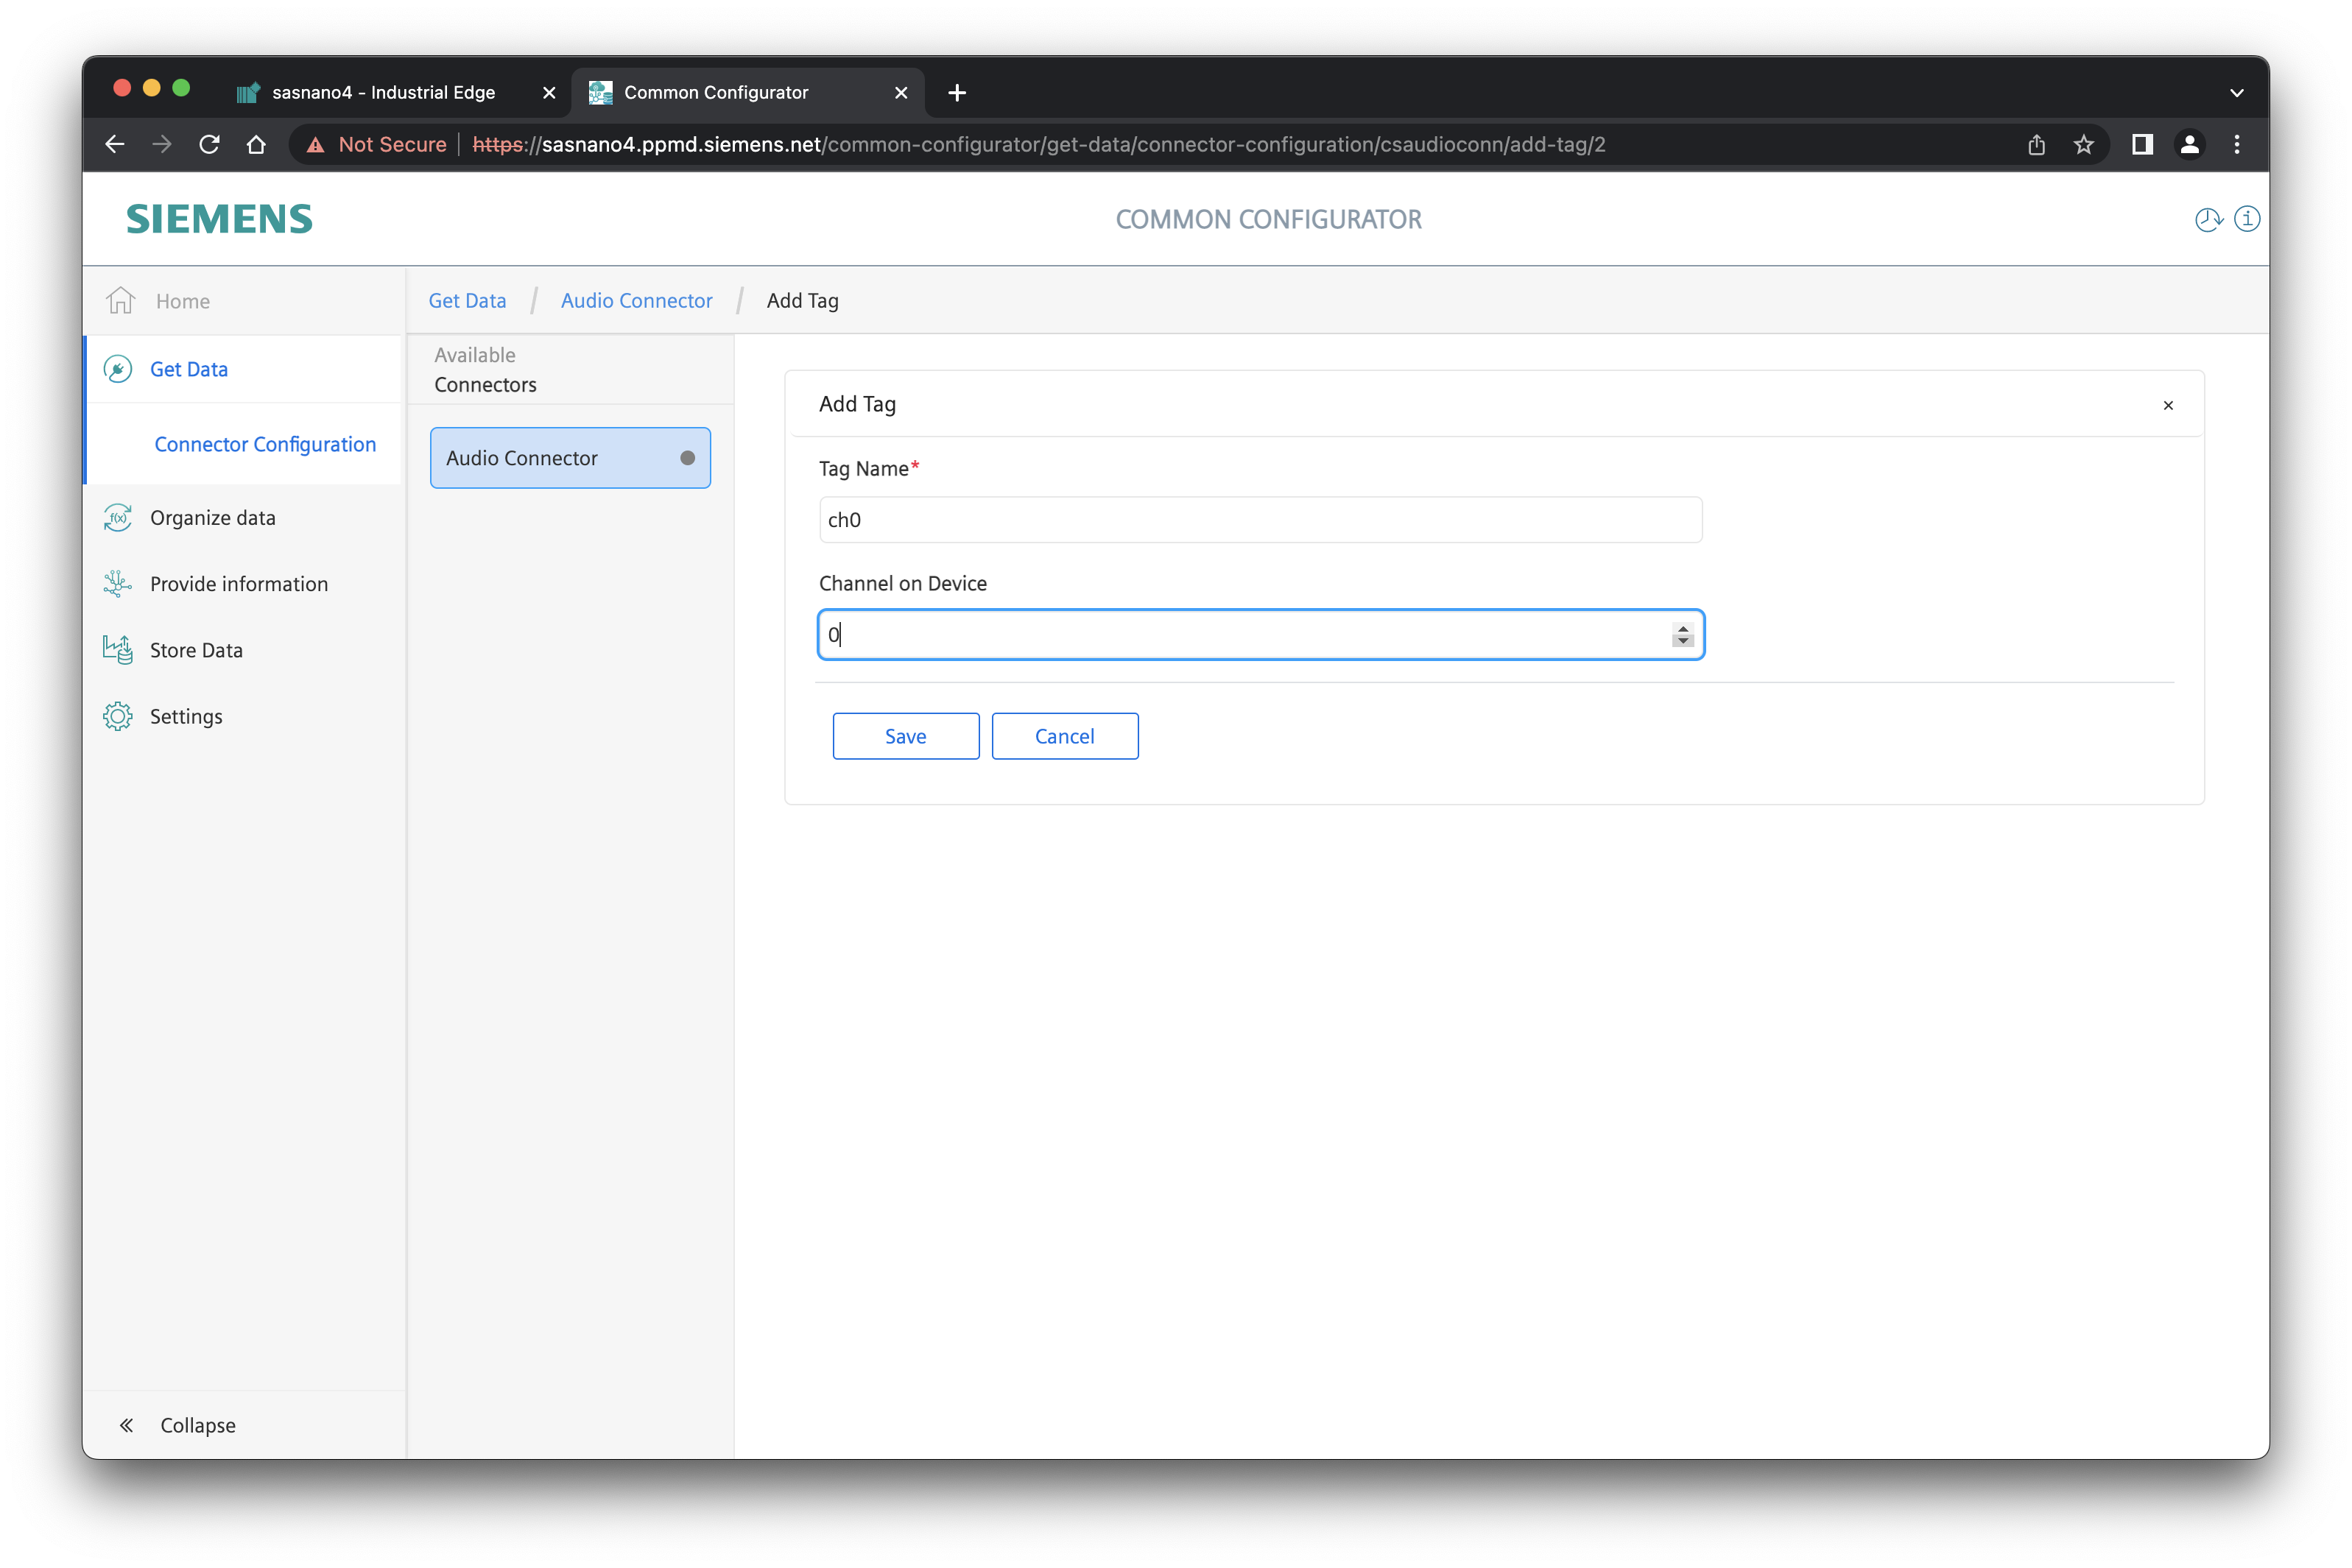 sasnano4 - Industrial Edge
Common Configurator
Not Secure
https://sasnano4.ppmd.siemens.net/common-configurator/get-data/connector-configuration/csaudioconn/add-tag/2
SIEMENS
COMMON CONFIGURATOR
Home
Get Data
Connector Configuration
f(x) Organize data
Provide information
Store Data
Settings
Collapse
Get Data / Audio Connector / Add Tag
Available
Connectors
Audio Connector
Add Tag
Tag Name*
ch0
Channel on Device
0
Save
Cancel